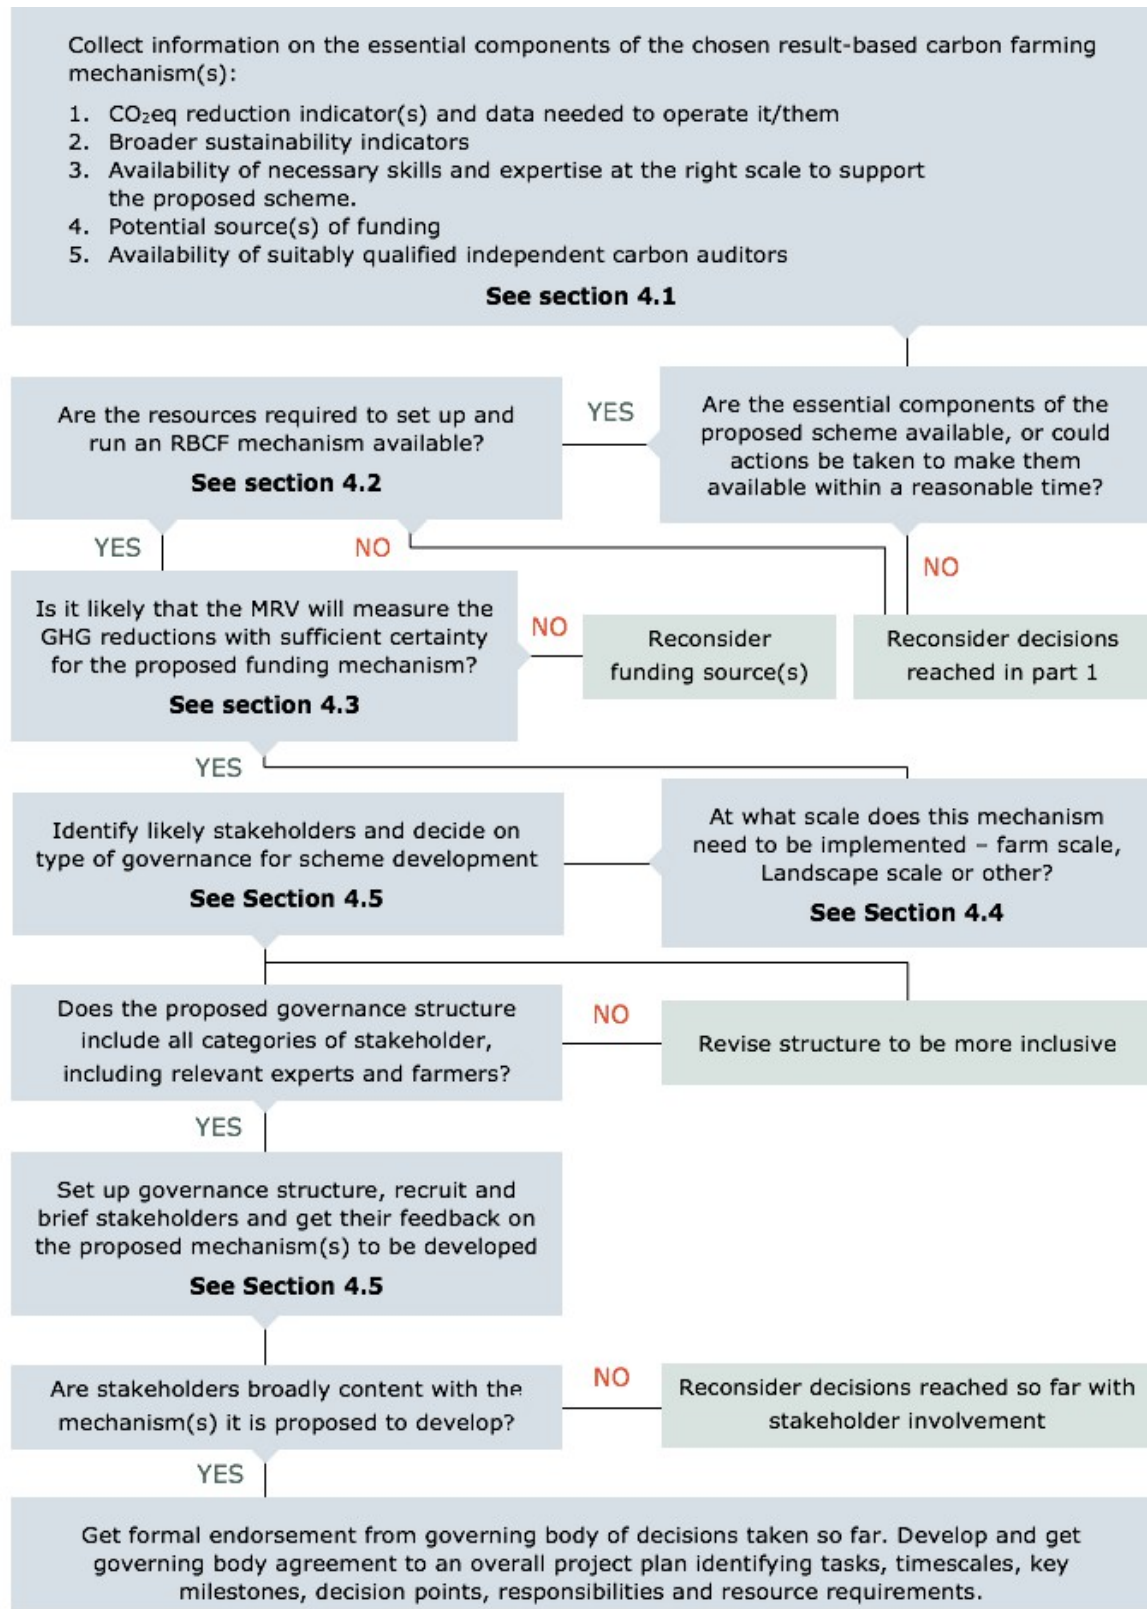 Collect information on the essential components of the chosen result-based carbon farming
mechanism(s):
1. CO₂eq reduction indicator(s) and data needed to operate it/them
2. Broader sustainability indicators
3. Availability of necessary skills and expertise at the right scale to support
the proposed scheme.
4. Potential source(s) of funding
5. Availability of suitably qualified independent carbon auditors
See section 4.1
Are the essential components of the
proposed scheme available, or could
actions be taken to make them
available within a reasonable time?
YES
NO
Are the resources required to set up and
run an RBCF mechanism available?
See section 4.2
YES
NO
Reconsider decisions
reached in part 1
Is it likely that the MRV will measure the
GHG reductions with sufficient certainty
for the proposed funding mechanism?
See section 4.3
NO
Reconsider
funding source(s)
YES
At what scale does this mechanism
need to be implemented – farm scale,
Landscape scale or other?
See Section 4.4
Identify likely stakeholders and decide on
type of governance for scheme development
See Section 4.5
Does the proposed governance structure
include all categories of stakeholder,
including relevant experts and farmers?
NO
Revise structure to be more inclusive
YES
Set up governance structure, recruit and
brief stakeholders and get their feedback on
the proposed mechanism(s) to be developed
See Section 4.5
Are stakeholders broadly content with the
mechanism(s) it is proposed to develop?
NO
Reconsider decisions reached so far with
stakeholder involvement
YES
Get formal endorsement from governing body of decisions taken so far. Develop and get
governing body agreement to an overall project plan identifying tasks, timescales, key
milestones, decision points, responsibilities and resource requirements.